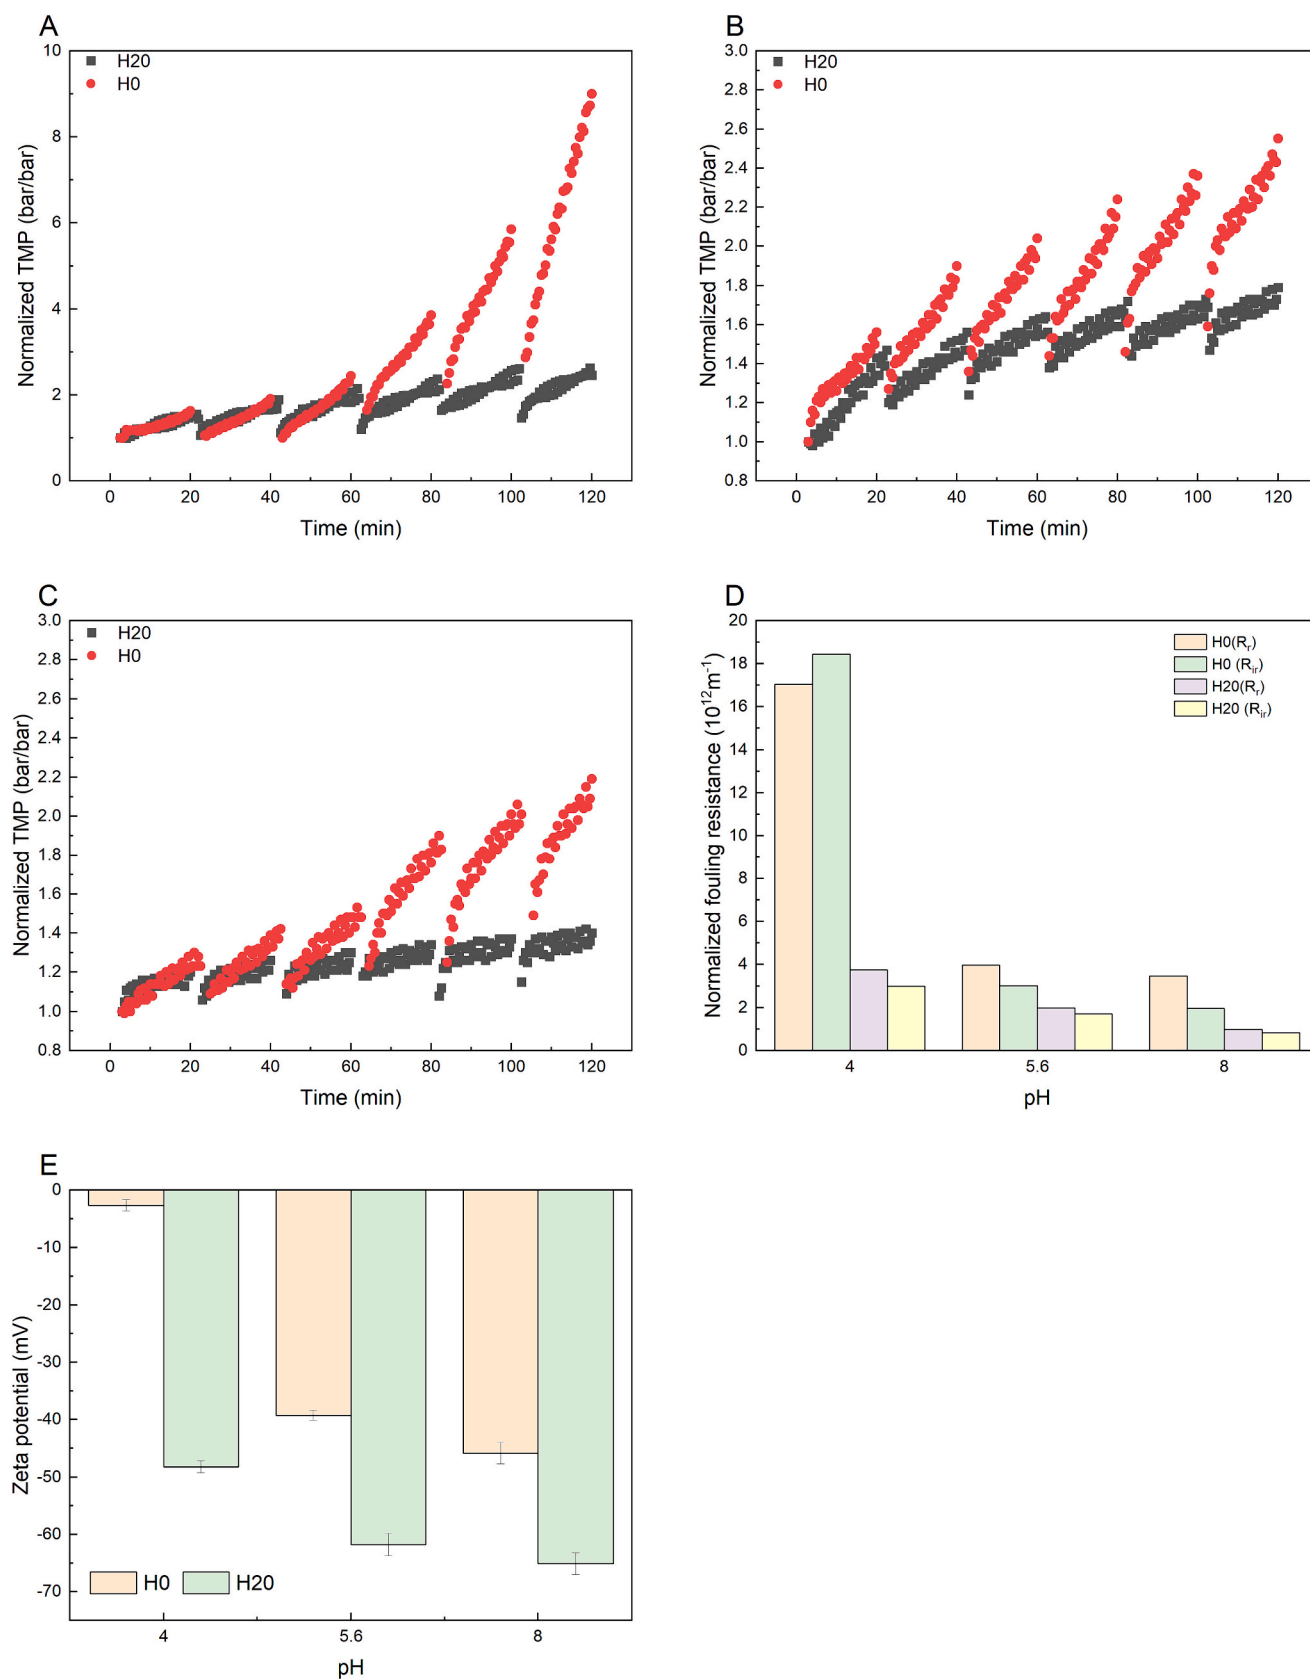 A
H20
H0
10
8
6
4
2
0
Normalized TMP (bar/bar)
0 20 40 60 80 100 120
Time (min)
B
H20
H0
3.0
2.8
2.6
2.4
2.2
2.0
1.8
1.6
1.4
1.2
1.0
0.8
Normalized TMP (bar/bar)
0 20 40 60 80 100 120
Time (min)
C
H20
H0
3.0
2.8
2.6
2.4
2.2
2.0
1.8
1.6
1.4
1.2
1.0
0.8
Normalized TMP (bar/bar)
0 20 40 60 80 100 120
Time (min)
D
H0(Rr)
H0 (Rir)
H20(Rr)
H20 (Rir)
20
18
16
14
12
10
8
6
4
2
0
Normalized fouling resistance (10¹²m⁻¹)
4 5.6 8
pH
E
0
-10
-20
-30
-40
-50
-60
-70
Zeta potential (mV)
H0 H20
4 5.6 8
pH